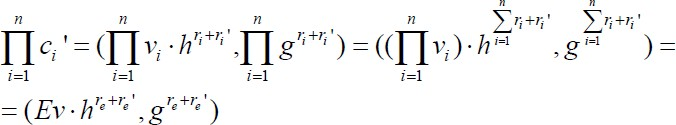 ∏_{i=1}^{n} c_i ' = (∏_{i=1}^{n} v_i · h^{r_i + r_i '}, ∏_{i=1}^{n} g^{r_i + r_i '}) = ((∏_{i=1}^{n} v_i) · h^{∑_{i=1}^{n} r_i + r_i '}, g^{∑_{i=1}^{n} r_i + r_i '}) =
= (Ev · h^{r_e + r_e '}, g^{r_e + r_e '})